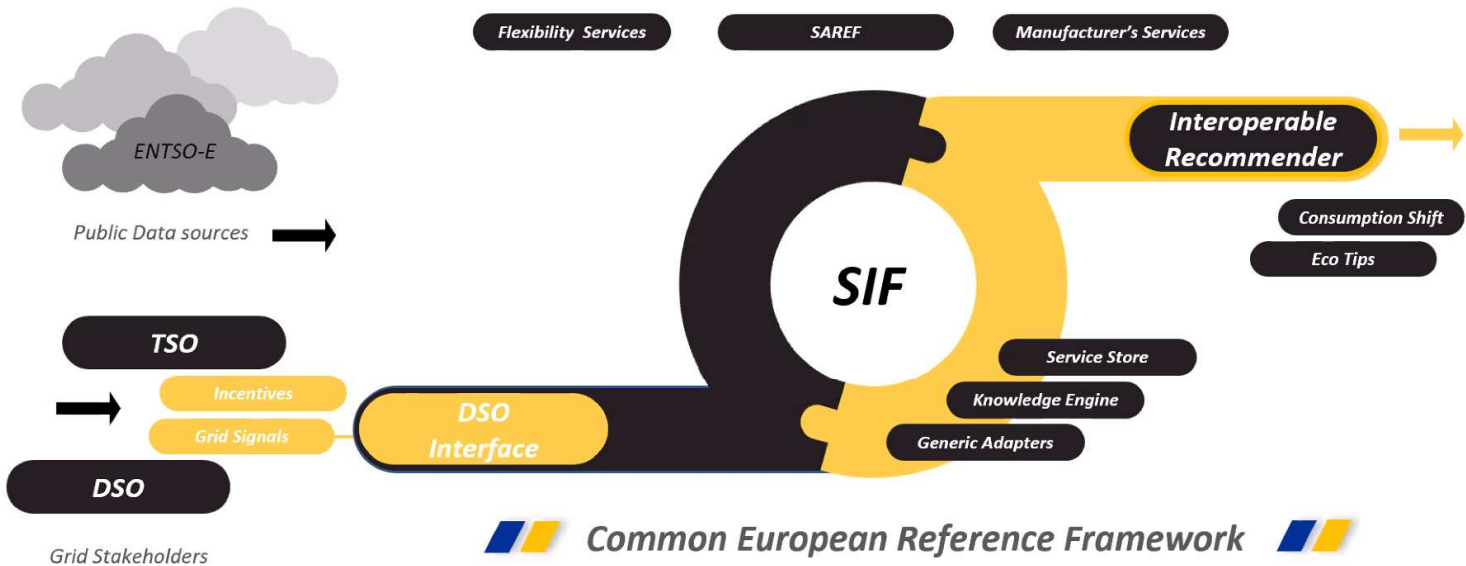 Flexibility Services
SAREF
Manufacturer's Services
ENTSO-E
Interoperable
Recommender
Public Data sources
Consumption Shift
Eco Tips
SIF
TSO
Service Store
Incentives
Knowledge Engine
DSO
Interface
Grid Signals
Generic Adapters
DSO
Common European Reference Framework
Grid Stakeholders